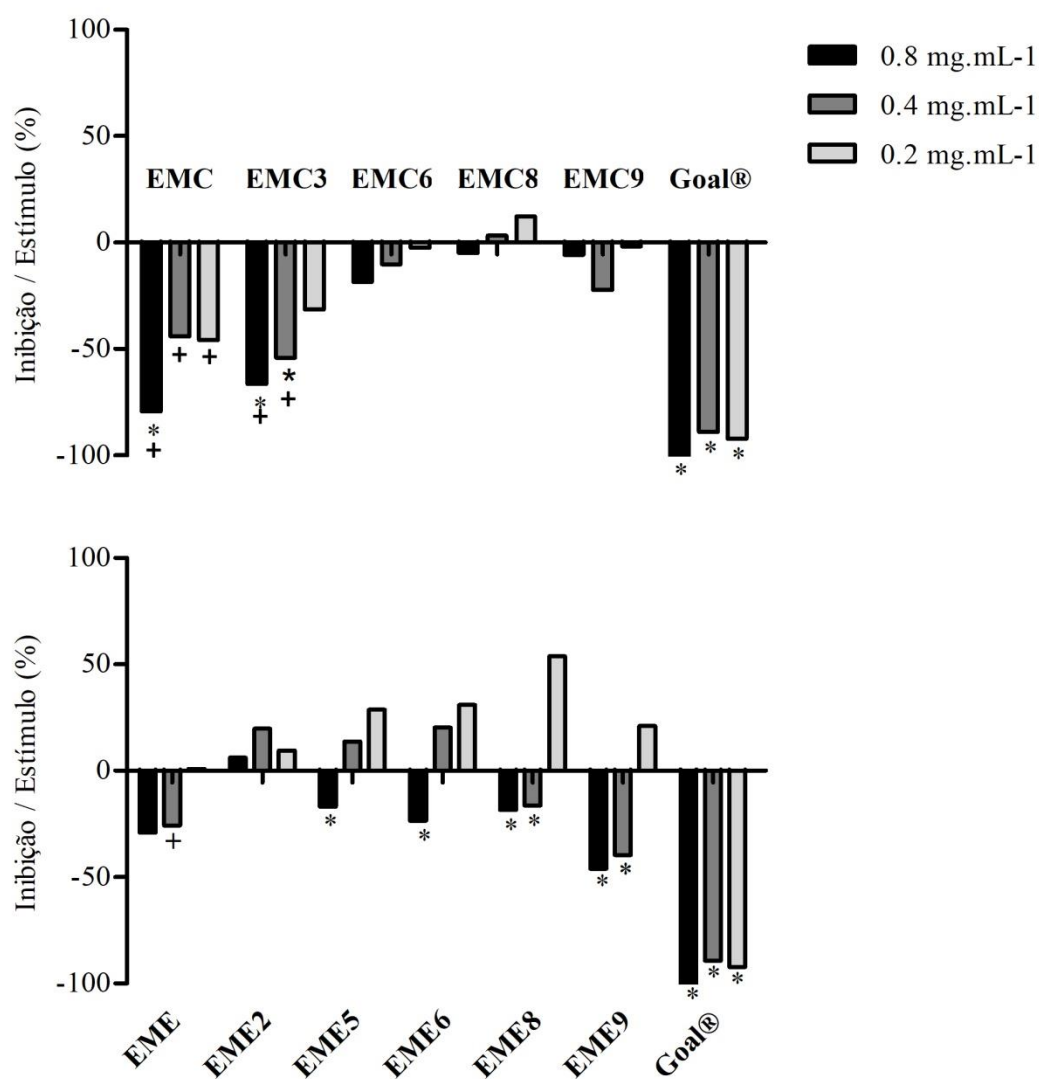 100
50
0
-50
-100
Inibição / Estímulo (%)
EMC EMC3 EMC6 EMC8 EMC9 Goal®
+ + * + * + * + * * *
0.8 mg.mL-1
0.4 mg.mL-1
0.2 mg.mL-1
100
50
0
-50
-100
Inibição / Estímulo (%)
+ * * * * * * * * *
EME EME2 EME5 EME6 EME8 EME9 Goal®